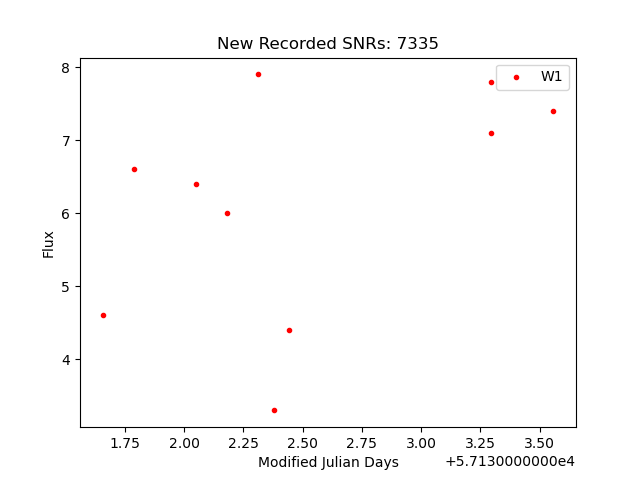 New Recorded SNRs: 7335
W1
8
7
6
5
4
Flux
1.75 2.00 2.25 2.50 2.75 3.00 3.25 3.50
Modified Julian Days
+5.7130000000e4